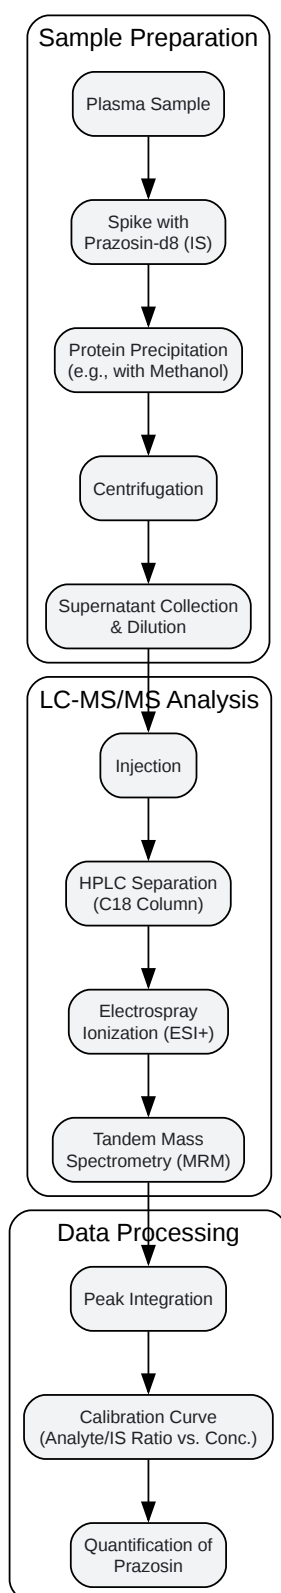 Sample Preparation
Plasma Sample
Spike with
Prazosin-d8 (IS)
Protein Precipitation
(e.g., with Methanol)
Centrifugation
Supernatant Collection
& Dilution
LC-MS/MS Analysis
Injection
HPLC Separation
(C18 Column)
Electrospray
Ionization (ESI+)
Tandem Mass
Spectrometry (MRM)
Data Processing
Peak Integration
Calibration Curve
(Analyte/IS Ratio vs. Conc.)
Quantification of
Prazosin